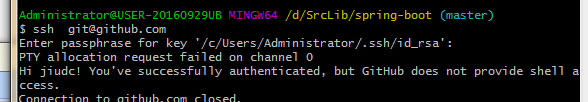 Administrator@USER-20160929UB MINGW64 /d/SrcLib/spring-boot (master)
$ ssh  git@github.com
Enter passphrase for key '/c/Users/Administrator/.ssh/id_rsa':
PTY allocation request failed on channel 0
Hi jiudc! You've successfully authenticated, but GitHub does not provide shell a
ccess.
Connection to github.com closed.